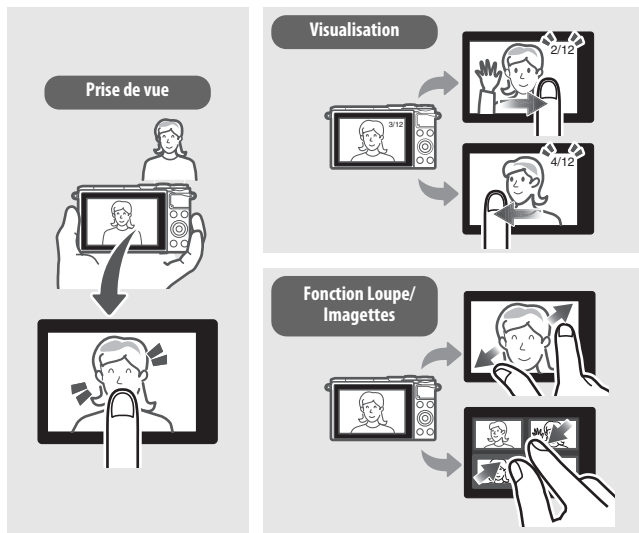 Prise de vue
Visualisation
3/12
2/12
4/12
Fonction Loupe/
Imagettes